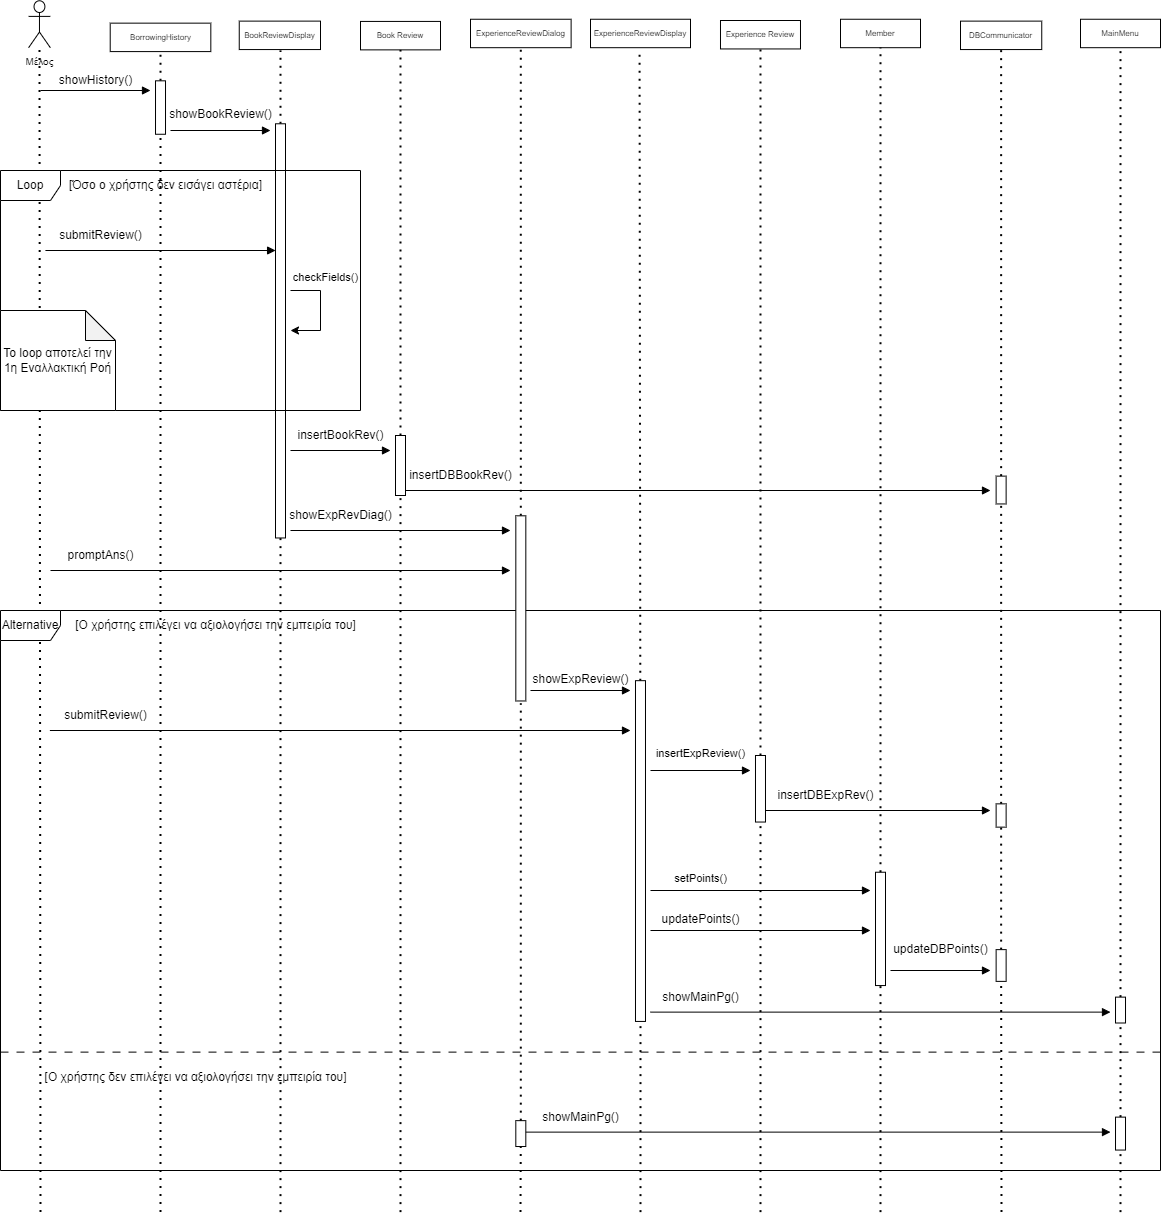 BorrowingHistory
BookReviewDisplay
Book Review
ExperienceReviewDialog
ExperienceReviewDisplay
Experience Review
Member
DBCommunicator
MainMenu
Μέλος
showHistory()
showBookReview()
Loop
[Όσο ο χρήστης δεν εισάγει αστέρια]
submitReview()
checkFields()
Το loop αποτελεί την
1η Εναλλακτική Ροή
insertBookRev()
insertDBBookRev()
showExpRevDiag()
promptAns()
Alternative
[Ο χρήστης επιλέγει να αξιολογήσει την εμπειρία του]
showExpReview()
submitReview()
insertExpReview()
insertDBExpRev()
setPoints()
updatePoints()
updateDBPoints()
showMainPg()
[Ο χρήστης δεν επιλέγει να αξιολογήσει την εμπειρία του]
showMainPg()